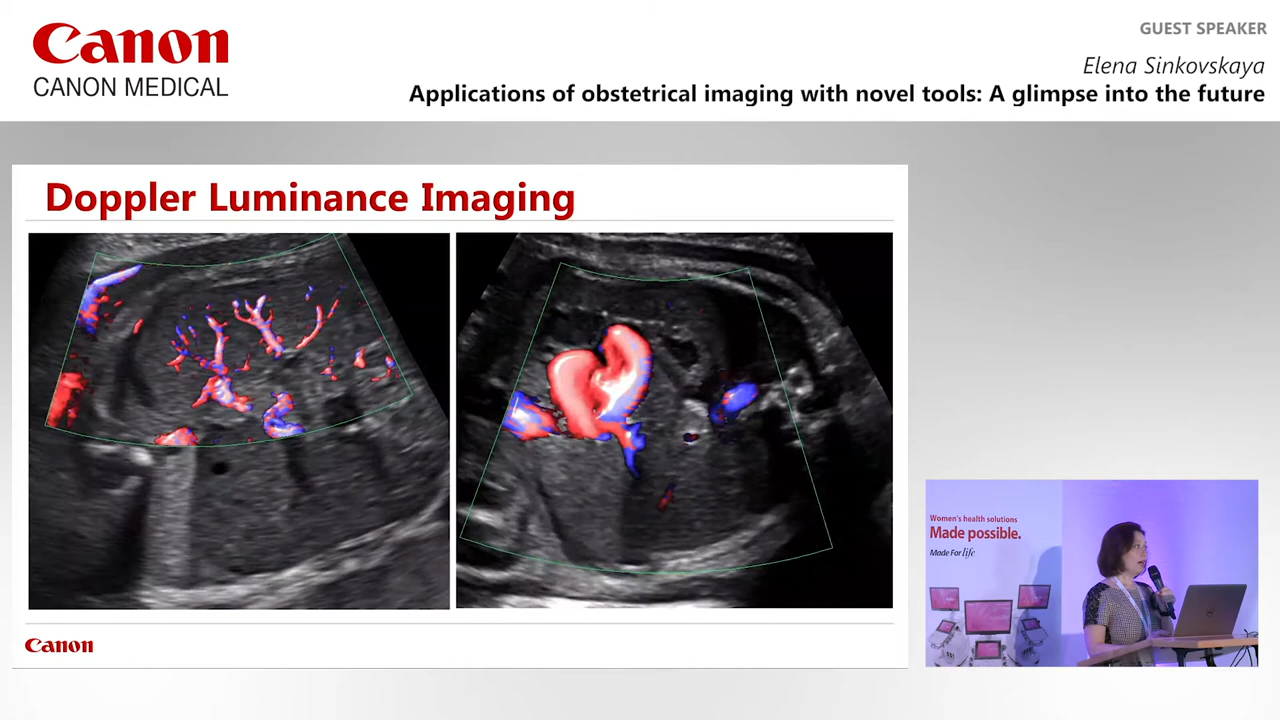 Canon
CANON MEDICAL
GUEST SPEAKER
Elena Sinkovskaya
Applications of obstetrical imaging with novel tools: A glimpse into the future
Doppler Luminance Imaging
Canon
Women's health solutions
Made possible.
Made For life